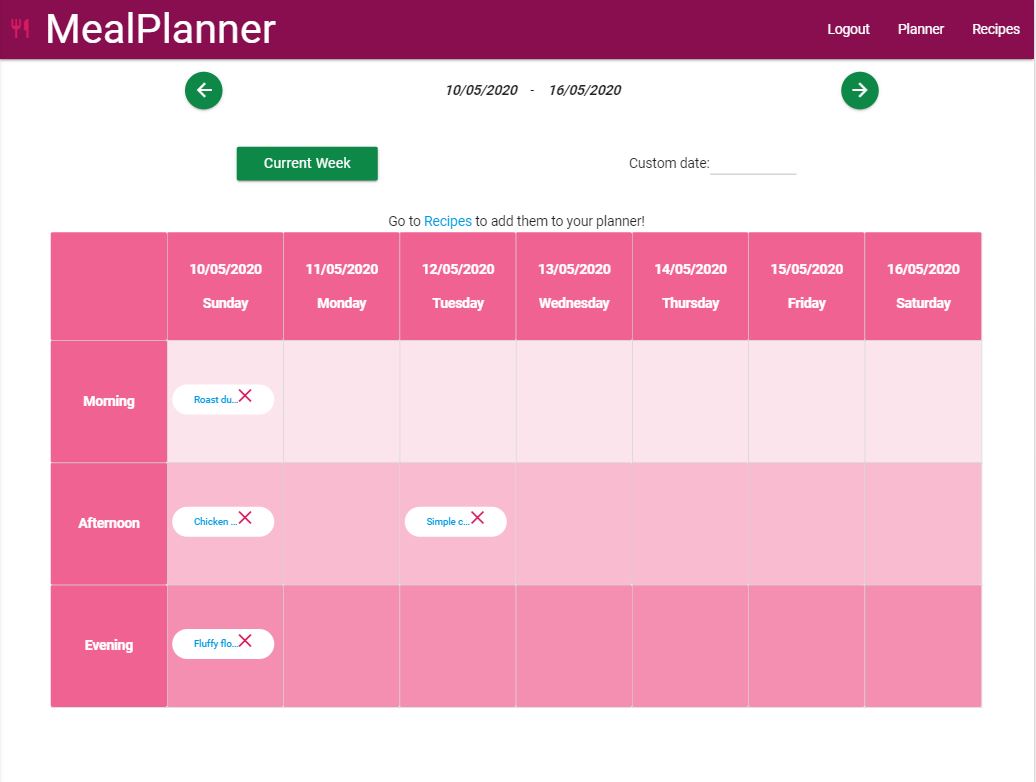 MealPlanner
Logout Planner Recipes
10/05/2020 - 16/05/2020
Current Week
Custom date:
Go to Recipes to add them to your planner!
10/05/2020 11/05/2020 12/05/2020 13/05/2020 14/05/2020 15/05/2020 16/05/2020
Sunday Monday Tuesday Wednesday Thursday Friday Saturday
Morning
Roast du...
Afternoon
Chicken ...
Simple c...
Evening
Fluffy flo...